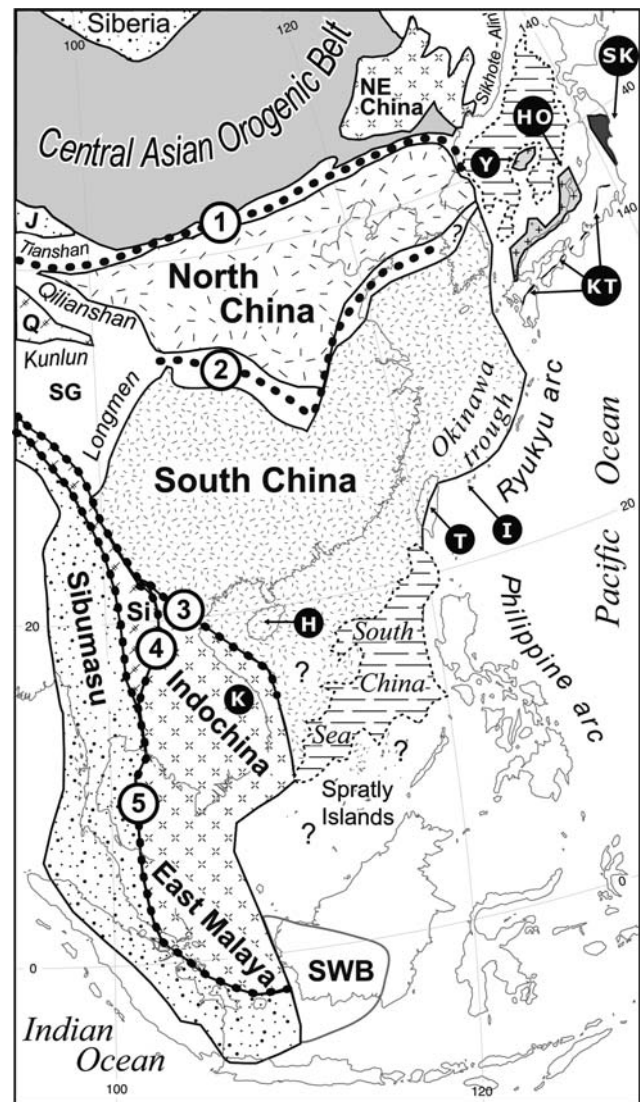 Siberia
100
120
140
Sikhote - Alin
SK
40
NE
China
HO
Central Asian Orogenic Belt
Y
140
J
1
Tianshan
KT
North
China
?
Qilianshan
Q
Kunlun
2
SG
Longmen
Okinawa
trough
Ryukyu arc
Pacific Ocean
South China
20
T
I
Sibumasu
3
Si
20
H
4
South
China
Sea
Philippine arc
?
K
Indochina
?
Spratly
Islands
?
5
East Malaya
0
SWB
0
Indian
Ocean
100
120